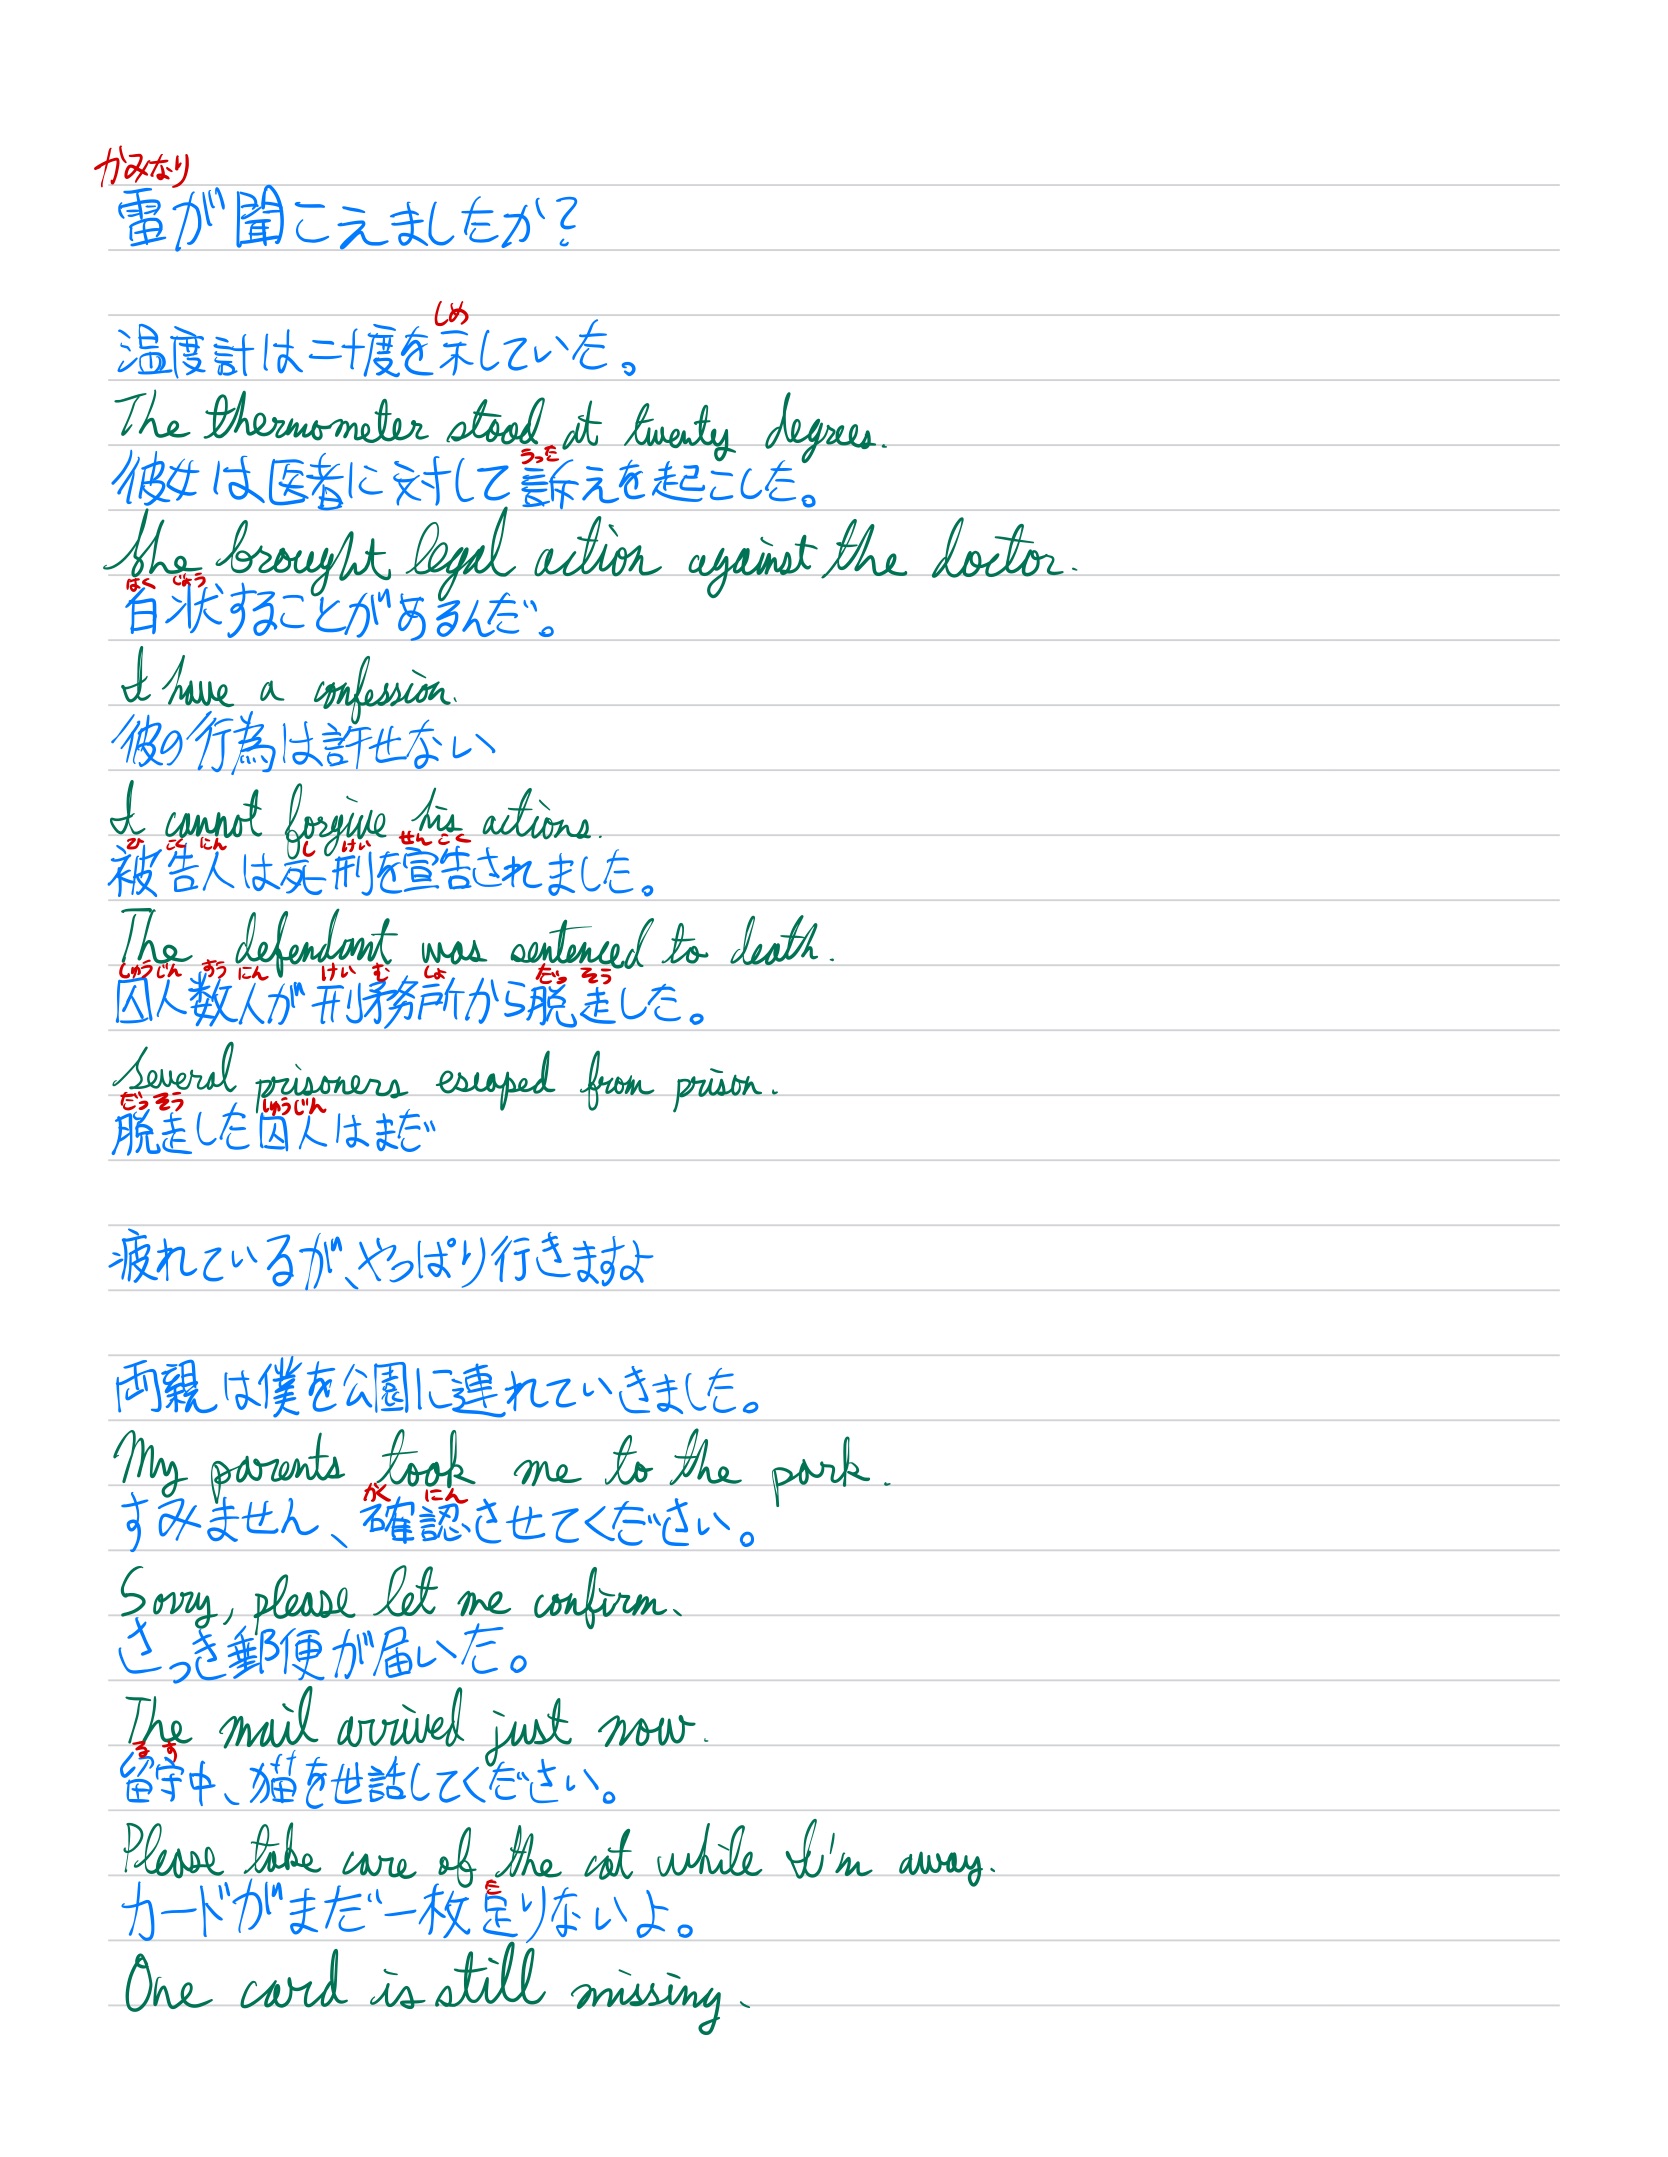 かみなり
雷が聞こえましたか？
しめ
温度計は二十度を示していた。
The thermometer stood at twenty degrees.
うった
彼女は医者に対して訴えを起こした。
She brought legal action against the doctor.
はく じょう
白状することがあるんだ。
I have a confession.
彼の行為は許せない
I cannot forgive his actions.
ひ こく にん し けい せん こく
被告人は死刑を宣告されました。
The defendant was sentenced to death.
しゅうじん すう にん けい む しょ だっ そう
囚人数人が刑務所から脱走した。
Several prisoners escaped from prison.
だっ そう しゅうじん
脱走した囚人はまだ
疲れているが、やっぱり行きますよ
両親は僕を公園に連れていきました。
My parents took me to the park.
かく にん
すみません、確認させてください。
Sorry, please let me confirm.
さっき郵便が届いた。
The mail arrived just now.
る す
留守中、猫を世話してください。
Please take care of the cat while I'm away.
た
カードがまだ一枚足りないよ。
One card is still missing.